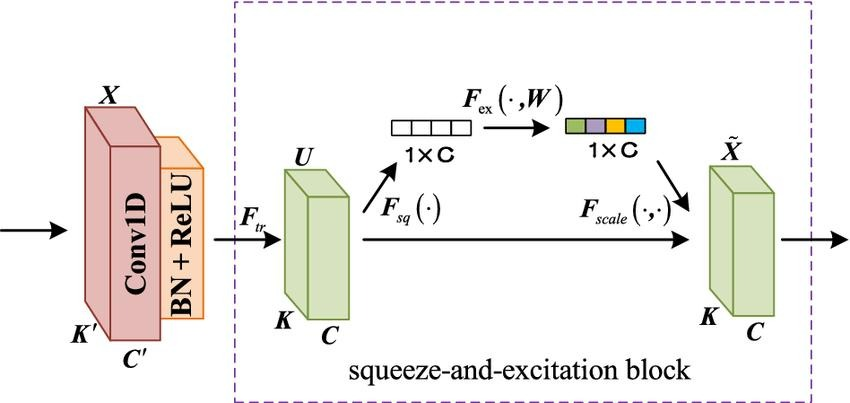 X
Conv1D
BN + ReLU
K'
C'
F_tr
U
K
C
F_sq (·)
1×C
F_ex (·,W)
1×C
F_scale (·,·)
X̃
K
C
squeeze-and-excitation block